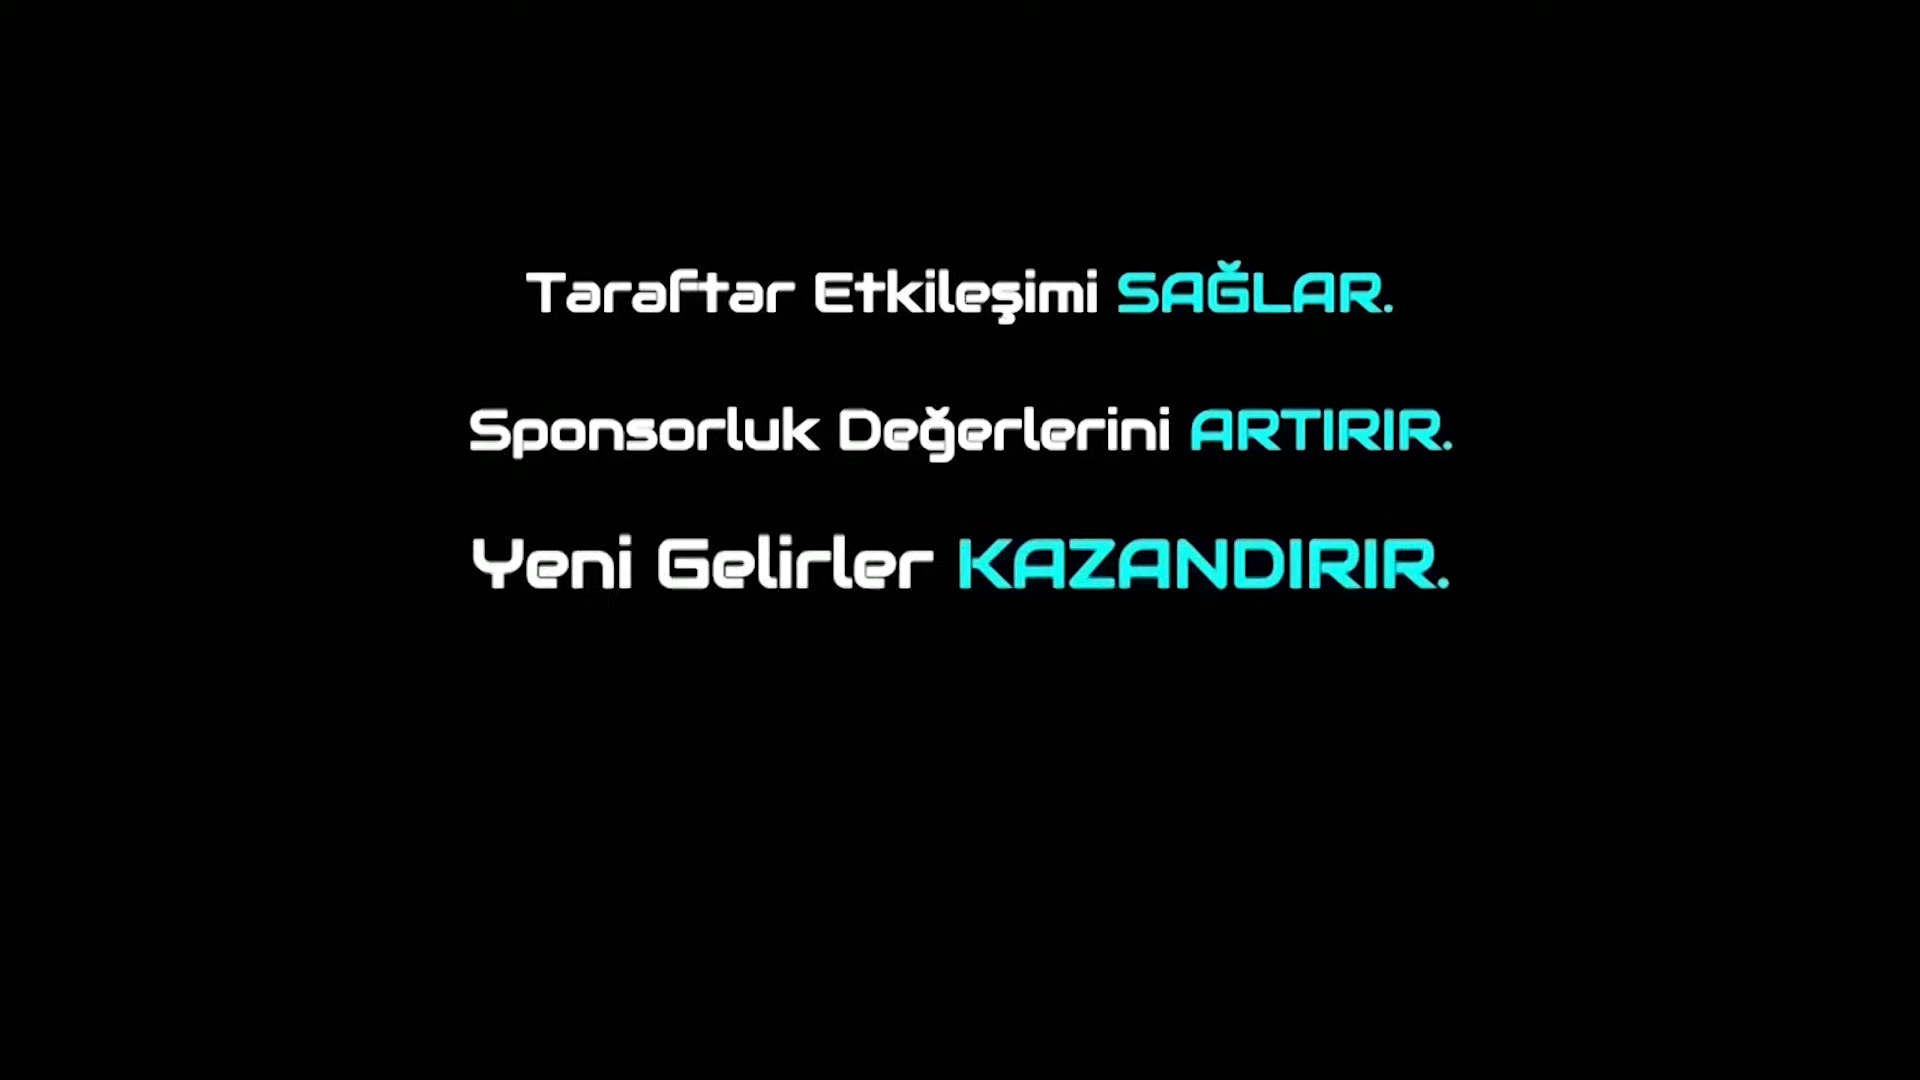 Taraftar Etkileşimi SAĞLAR.
Sponsorluk Değerlerini ARTIRIR.
Yeni Gelirler KAZANDIRIR.